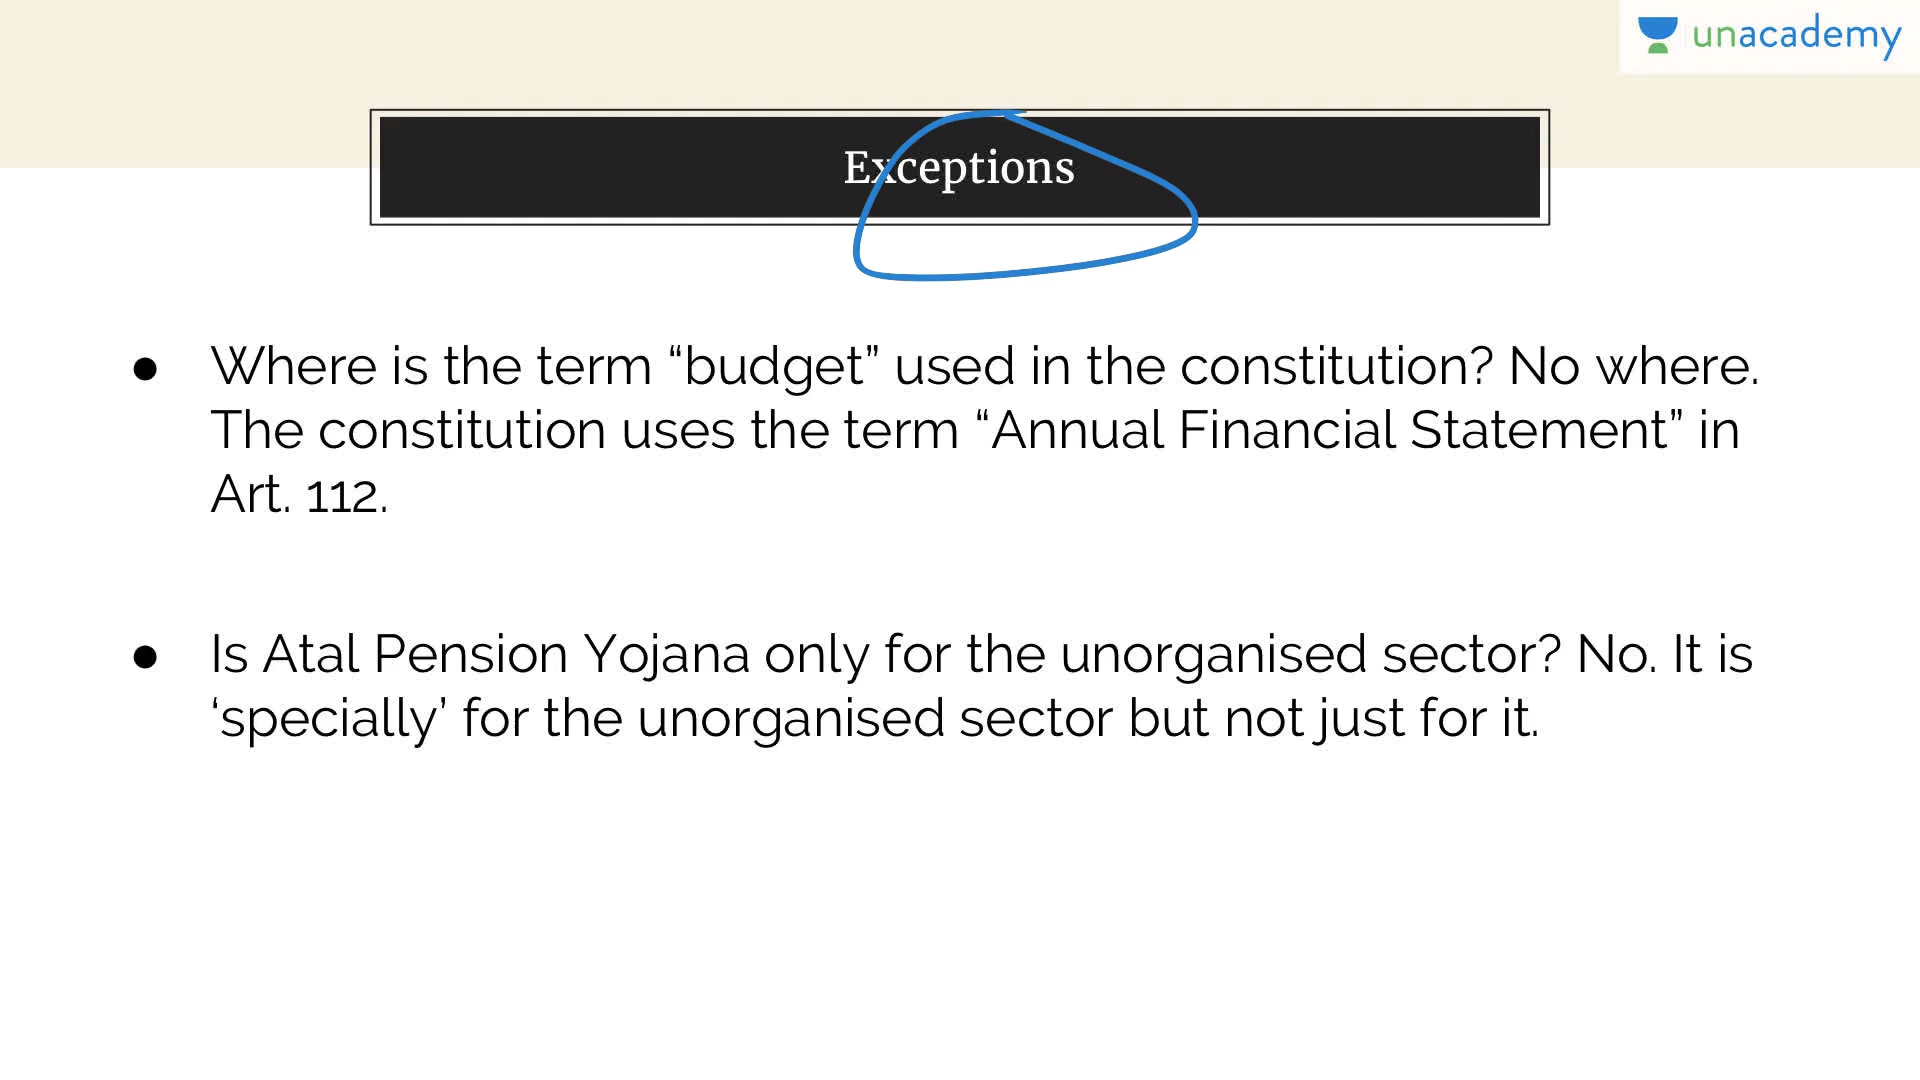 unacademy
Exceptions
● Where is the term “budget” used in the constitution? No where.
The constitution uses the term “Annual Financial Statement” in
Art. 112.
● Is Atal Pension Yojana only for the unorganised sector? No. It is
‘specially’ for the unorganised sector but not just for it.